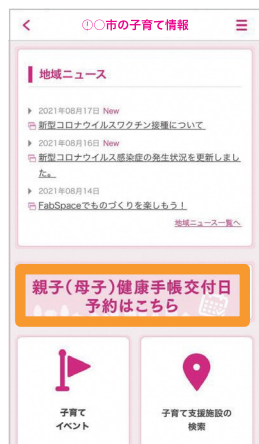 ○○市の子育て情報
地域ニュース
2021年08月17日 New
新型コロナウイルスワクチン接種について
2021年08月16日 New
新型コロナウイルス感染症の発生状況を更新しまし
た。
2021年08月14日
FabSpaceでものづくりを楽しもう！
地域ニュース一覧へ
親子(母子)健康手帳交付日
予約はこちら
子育て
イベント
子育て支援施設の
検索